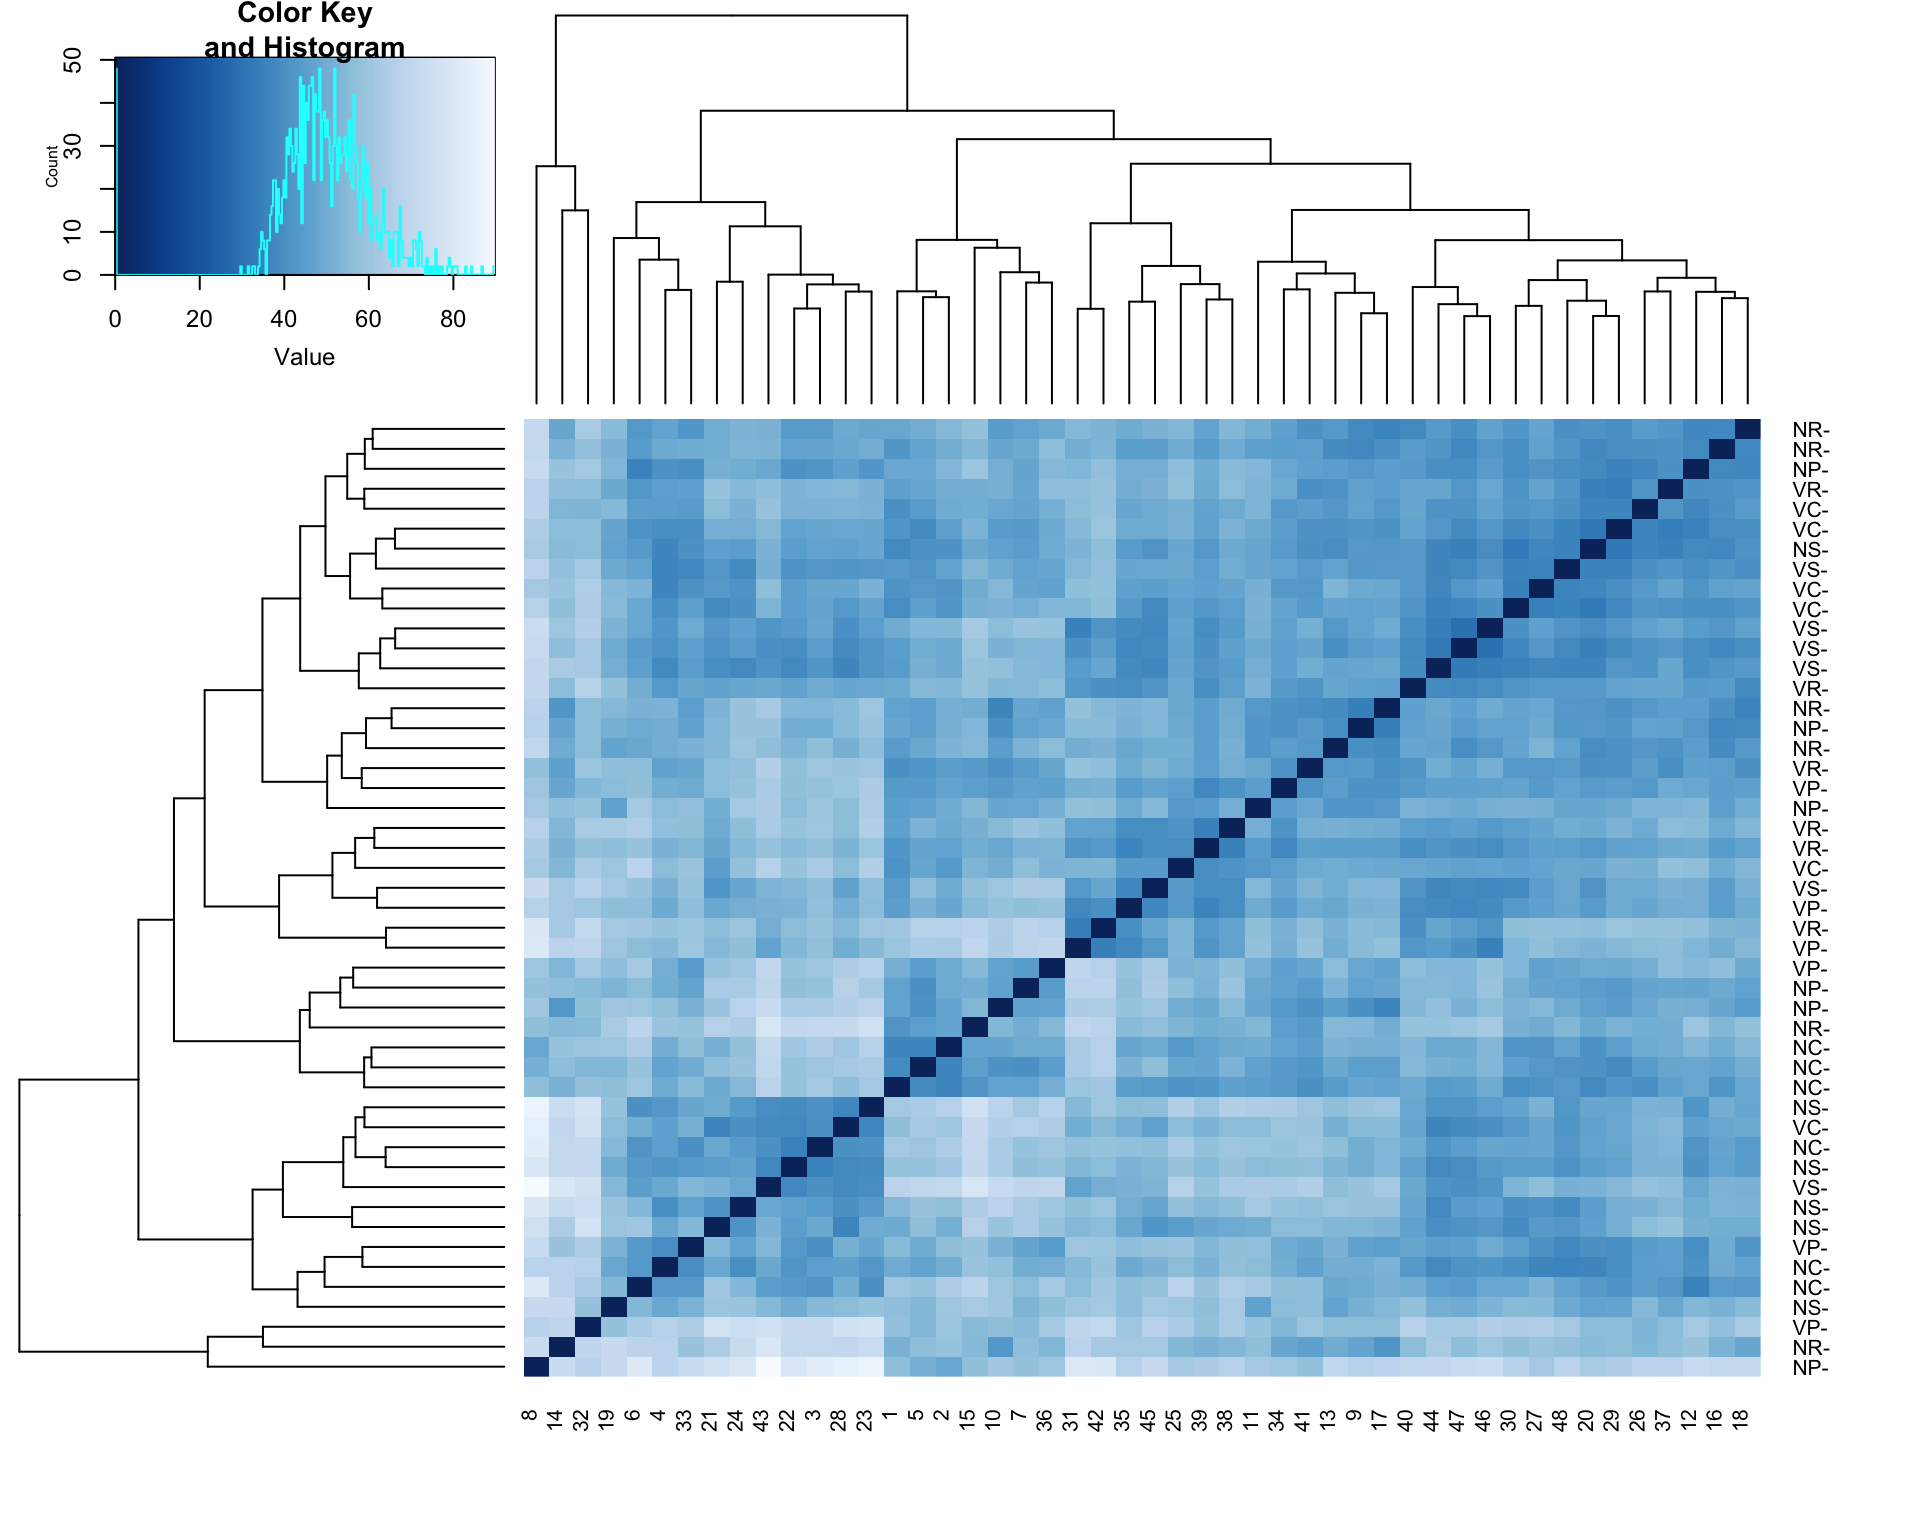 Color Key
and Histogram
50
30
10
0
Count
0 20 40 60 80
Value
NR-
NR-
NP-
VR-
VC-
VC-
NS-
VS-
VC-
VC-
VS-
VS-
VS-
VR-
NR-
NP-
NR-
VR-
VP-
NP-
VR-
VR-
VC-
VS-
VP-
VR-
VP-
VP-
NP-
NP-
NR-
NC-
NC-
NC-
NS-
VC-
NC-
NS-
VS-
NS-
NS-
VP-
NC-
NC-
NS-
VP-
NR-
NP-
8 14 32 19 6 4 33 21 24 43 22 3 28 23 1 5 2 15 10 7 36 31 42 35 45 25 39 38 11 34 41 13 9 17 40 44 47 46 30 27 48 20 29 26 37 12 16 18